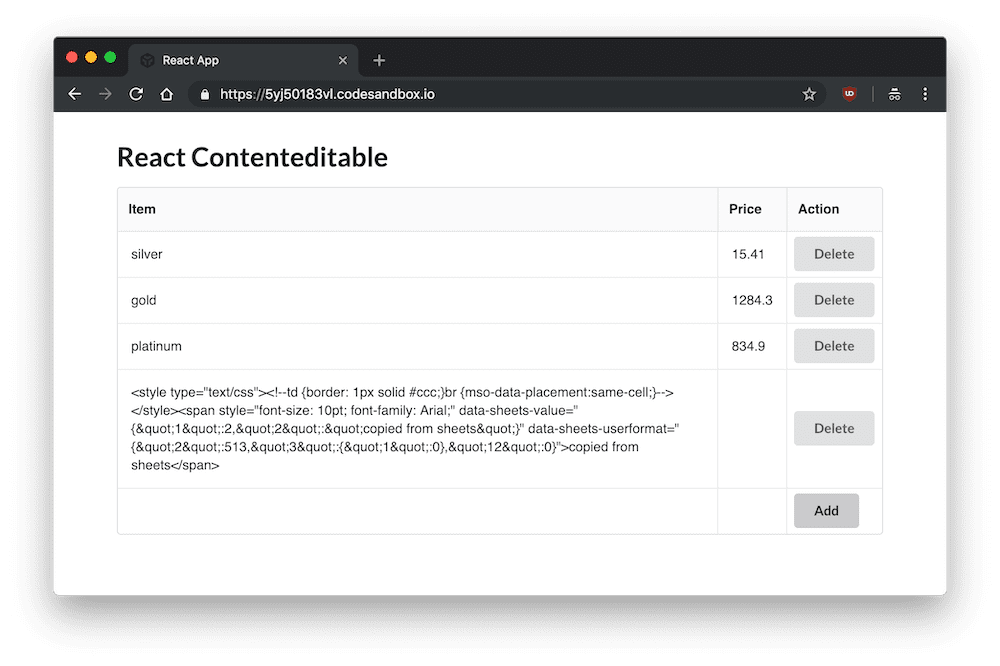 React App
https://5yj50183vl.codesandbox.io
React Contenteditable
Item Price Action
silver 15.41 Delete
gold 1284.3 Delete
platinum 834.9 Delete
<style type="text/css"><!--td {border: 1px solid #ccc;}br {mso-data-placement:same-cell;}-->
</style><span style="font-size: 10pt; font-family: Arial;" data-sheets-value="
{&quot;1&quot;:2,&quot;2&quot;:&quot;copied from sheets&quot;}" data-sheets-userformat="
{&quot;2&quot;:513,&quot;3&quot;:{&quot;1&quot;:0},&quot;12&quot;:0}">copied from
sheets</span>
Delete
Add